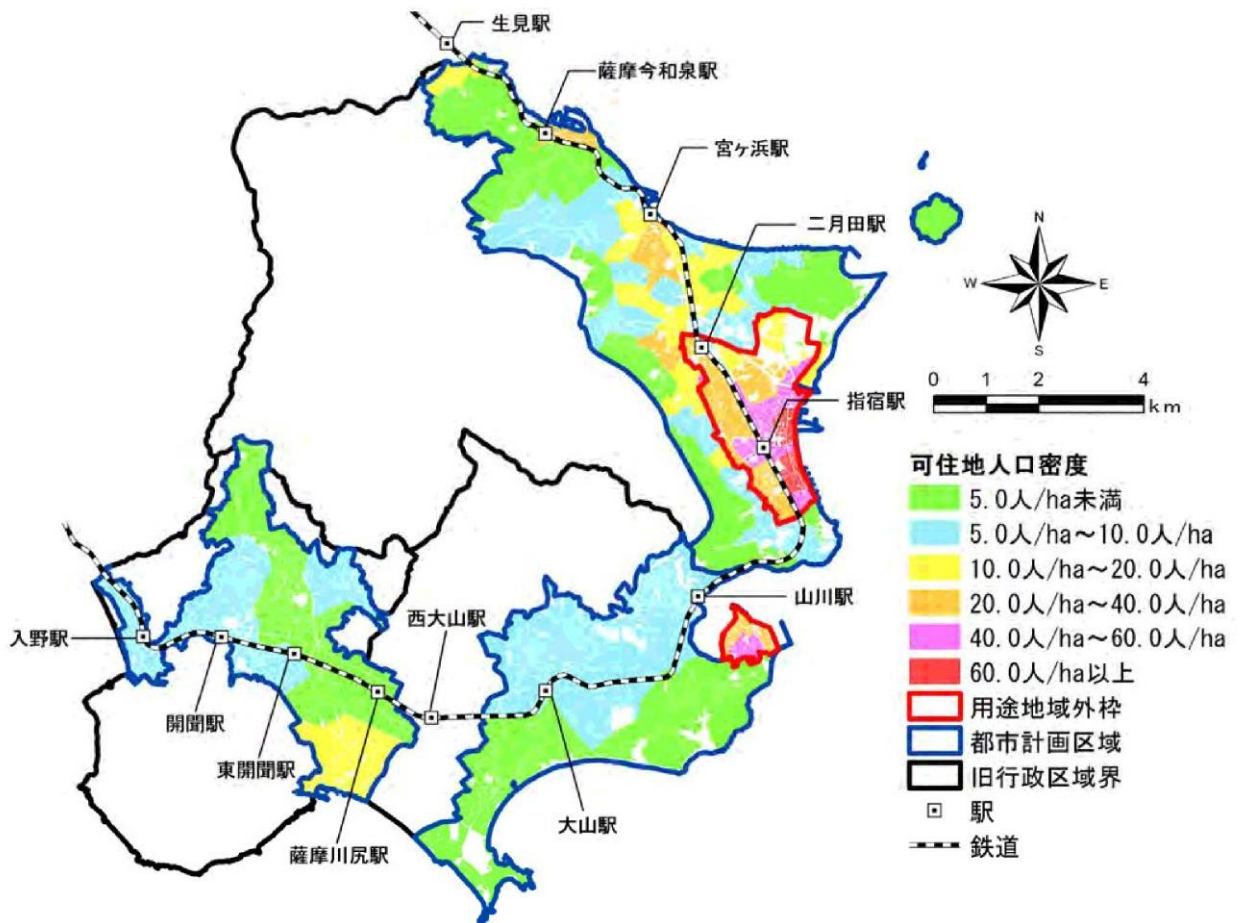 生見駅
薩摩今和泉駅
宮ヶ浜駅
二月田駅
N
W
E
S
0 1 2 4
km
指宿駅
可住地人口密度
5.0人/ha未満
5.0人/ha～10.0人/ha
10.0人/ha～20.0人/ha
20.0人/ha～40.0人/ha
40.0人/ha～60.0人/ha
60.0人/ha以上
用途地域外枠
都市計画区域
旧行政区域界
駅
鉄道
山川駅
西大山駅
入野駅
開聞駅
東開聞駅
大山駅
薩摩川尻駅